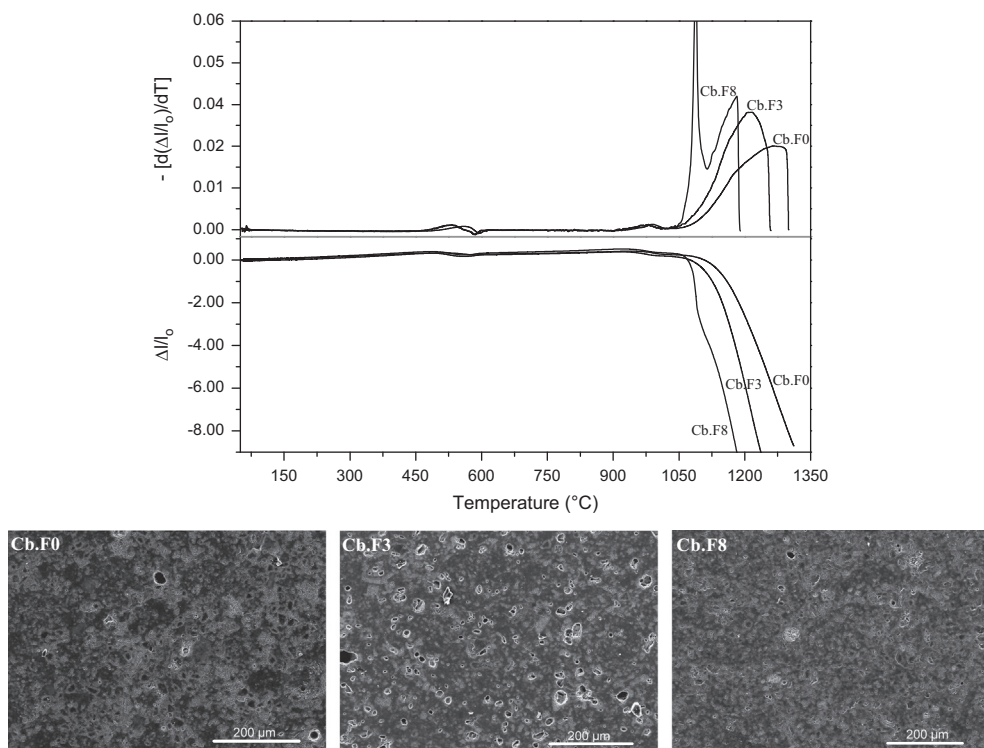 0.06
0.05
0.04
0.02
0.01
0.00
- [d(Δl/lo)/dT]
Cb.F8
Cb.F3
Cb.F0
0.00
-2.00
-4.00
-6.00
-8.00
Δl/lo
Cb.F0
Cb.F3
Cb.F8
150 300 450 600 750 900 1050 1200 1350
Temperature (°C)
Cb.F0
200 µm
Cb.F3
200 µm
Cb.F8
200 µm